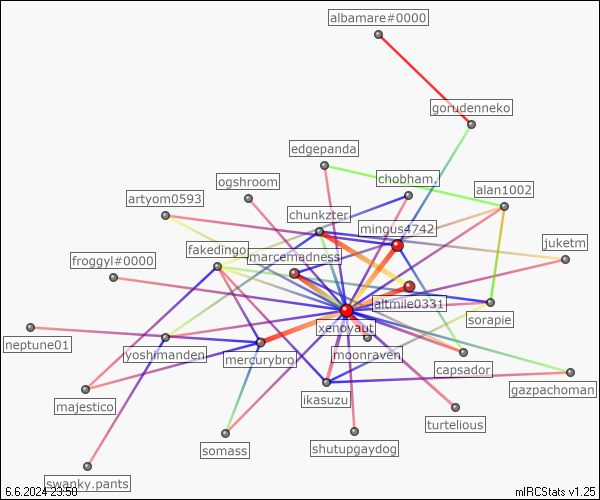 albamare#0000
gorudenneko
edgepanda
ogshroom
chobham.
alan1002
artyom0593
chunkzter
mingus4742
fakedingo
marcemadness
juketm
froggyl#0000
altmile0331
sorapie
xenoyaut
neptune01
yoshimanden
mercurybro
moonraven
capsador
gazpachoman
majestico
ikasuzu
turtelious
somass
shutupgaydog
swanky.pants
6.6.2024 23:50
mIRCStats v1.25